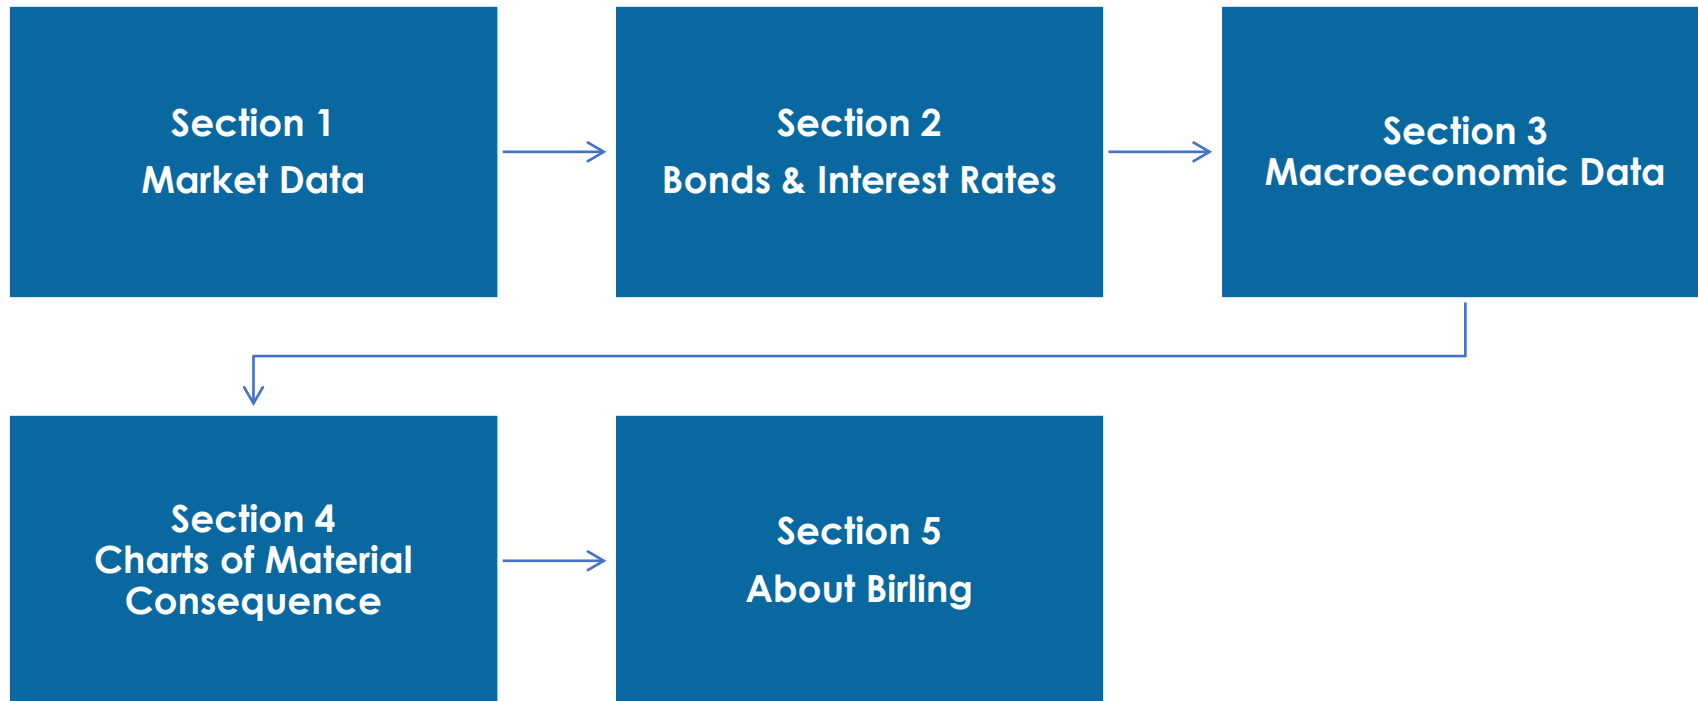 Section 1
Market Data
Section 2
Bonds & Interest Rates
Section 3
Macroeconomic Data
Section 4
Charts of Material
Consequence
Section 5
About Birling